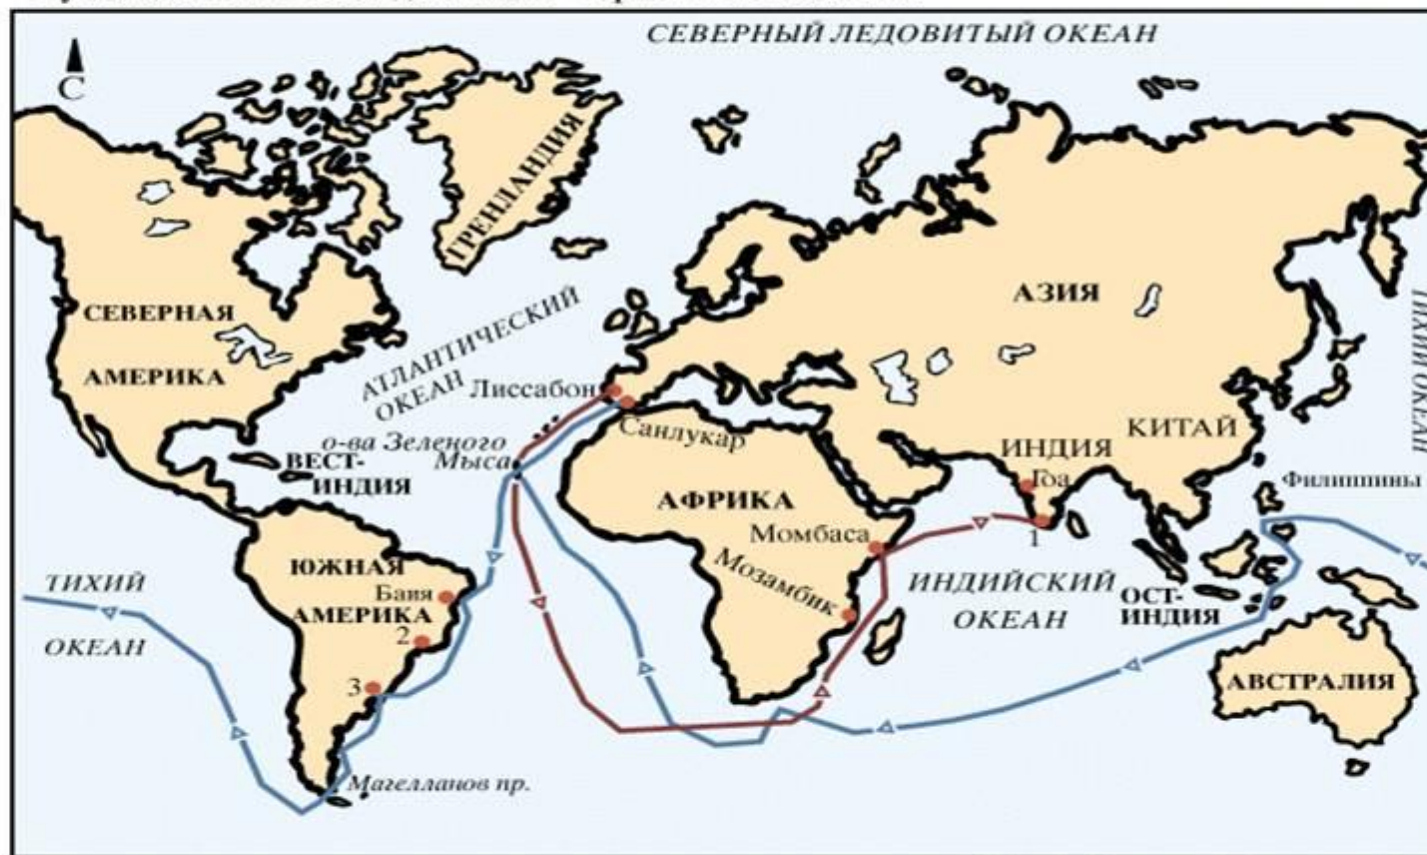 СЕВЕРНЫЙ ЛЕДОВИТЫЙ ОКЕАН
С
ГРЕНЛАНДИЯ
СЕВЕРНАЯ
АМЕРИКА
АТЛАНТИЧЕСКИЙ
ОКЕАН
АЗИЯ
ТИХИЙ ОКЕАН
Лиссабон
Санлукар
о-ва Зеленого
Мыса
ВЕСТ-
ИНДИЯ
КИТАЙ
ИНДИЯ
Гоа
Филиппины
АФРИКА
Момбаса
1
Мозамбик
ИНДИЙСКИЙ
ОКЕАН
ОСТ-
ИНДИЯ
ТИХИЙ
ОКЕАН
ЮЖНАЯ
АМЕРИКА
Баия
2
3
АВСТРАЛИЯ
Магелланов пр.